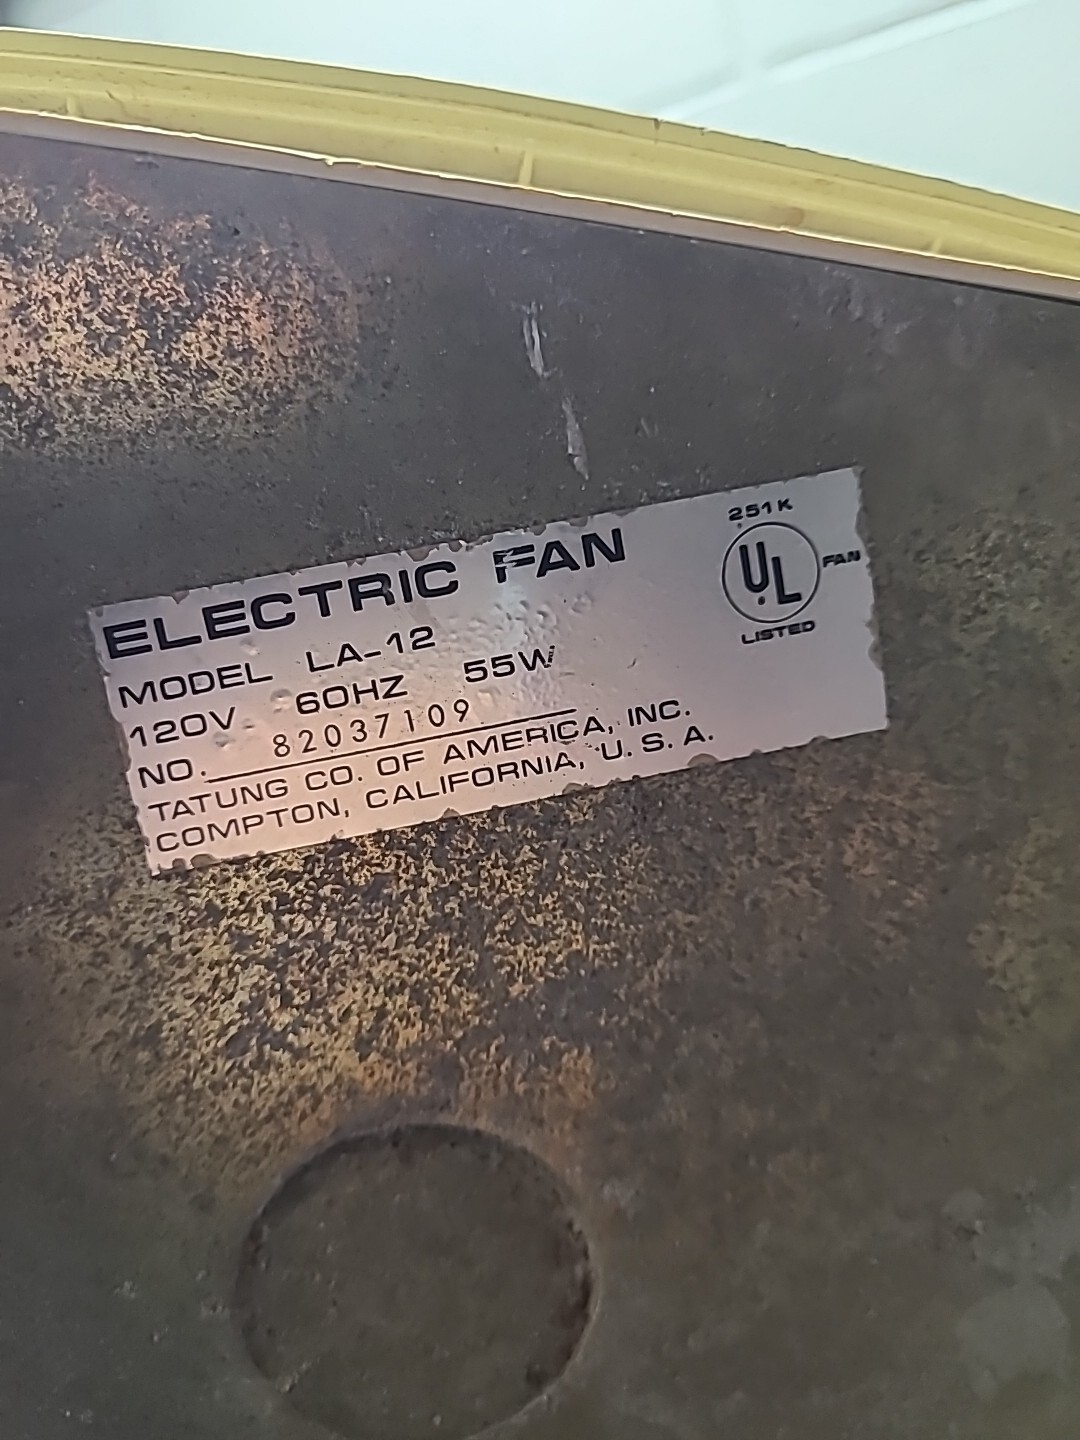 ELECTRIC FAN
MODEL LA-12
120V 60HZ 55W
NO. 82037109
TATUNG CO. OF AMERICA, INC.
COMPTON, CALIFORNIA, U. S. A.
251K
UL
FAN
LISTED